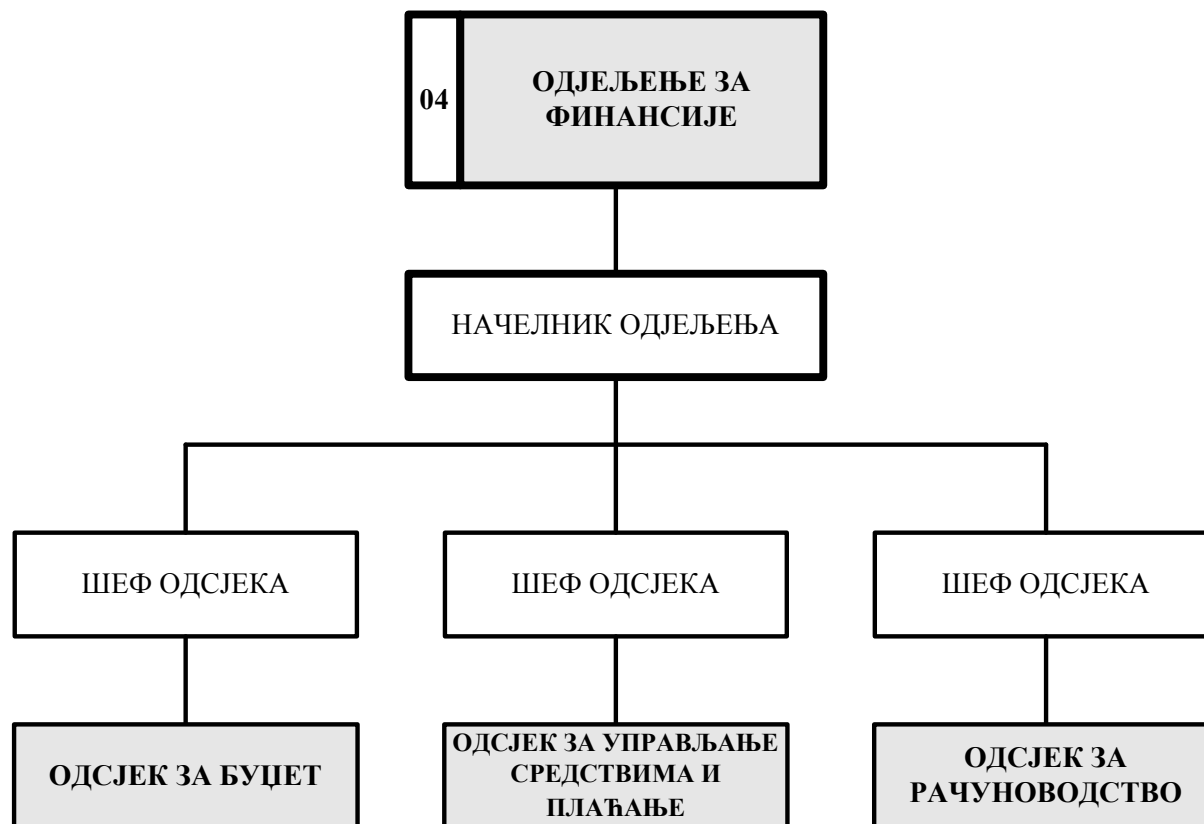 04
ОДЈЕЉЕЊЕ ЗА
ФИНАНСИЈЕ
НАЧЕЛНИК ОДЈЕЉЕЊА
ШЕФ ОДСЈЕКА
ШЕФ ОДСЈЕКА
ШЕФ ОДСЈЕКА
ОДСЈЕК ЗА БУЏЕТ
ОДСЈЕК ЗА УПРАВЉАЊЕ
СРЕДСТВИМА И
ПЛАЋАЊЕ
ОДСЈЕК ЗА
РАЧУНОВОДСТВО